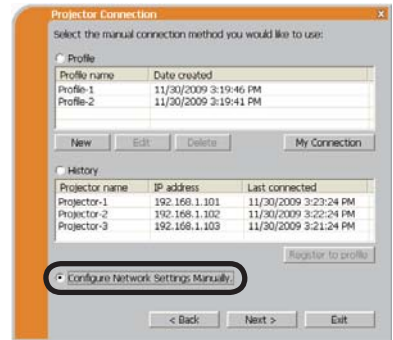 Projector Connection
Select the manual connection method you would like to use:
Profile
Profile name Date created
Profile-1 11/30/2009 3:19:46 PM
Profile-2 11/30/2009 3:19:41 PM
New Edit Delete My Connection
History
Projector name IP address Last connected
Projector-1 192.168.1.101 11/30/2009 3:23:24 PM
Projector-2 192.168.1.102 11/30/2009 3:22:24 PM
Projector-3 192.168.1.103 11/30/2009 3:21:24 PM
Register to profile
Configure Network Settings Manually.
< Back Next > Exit